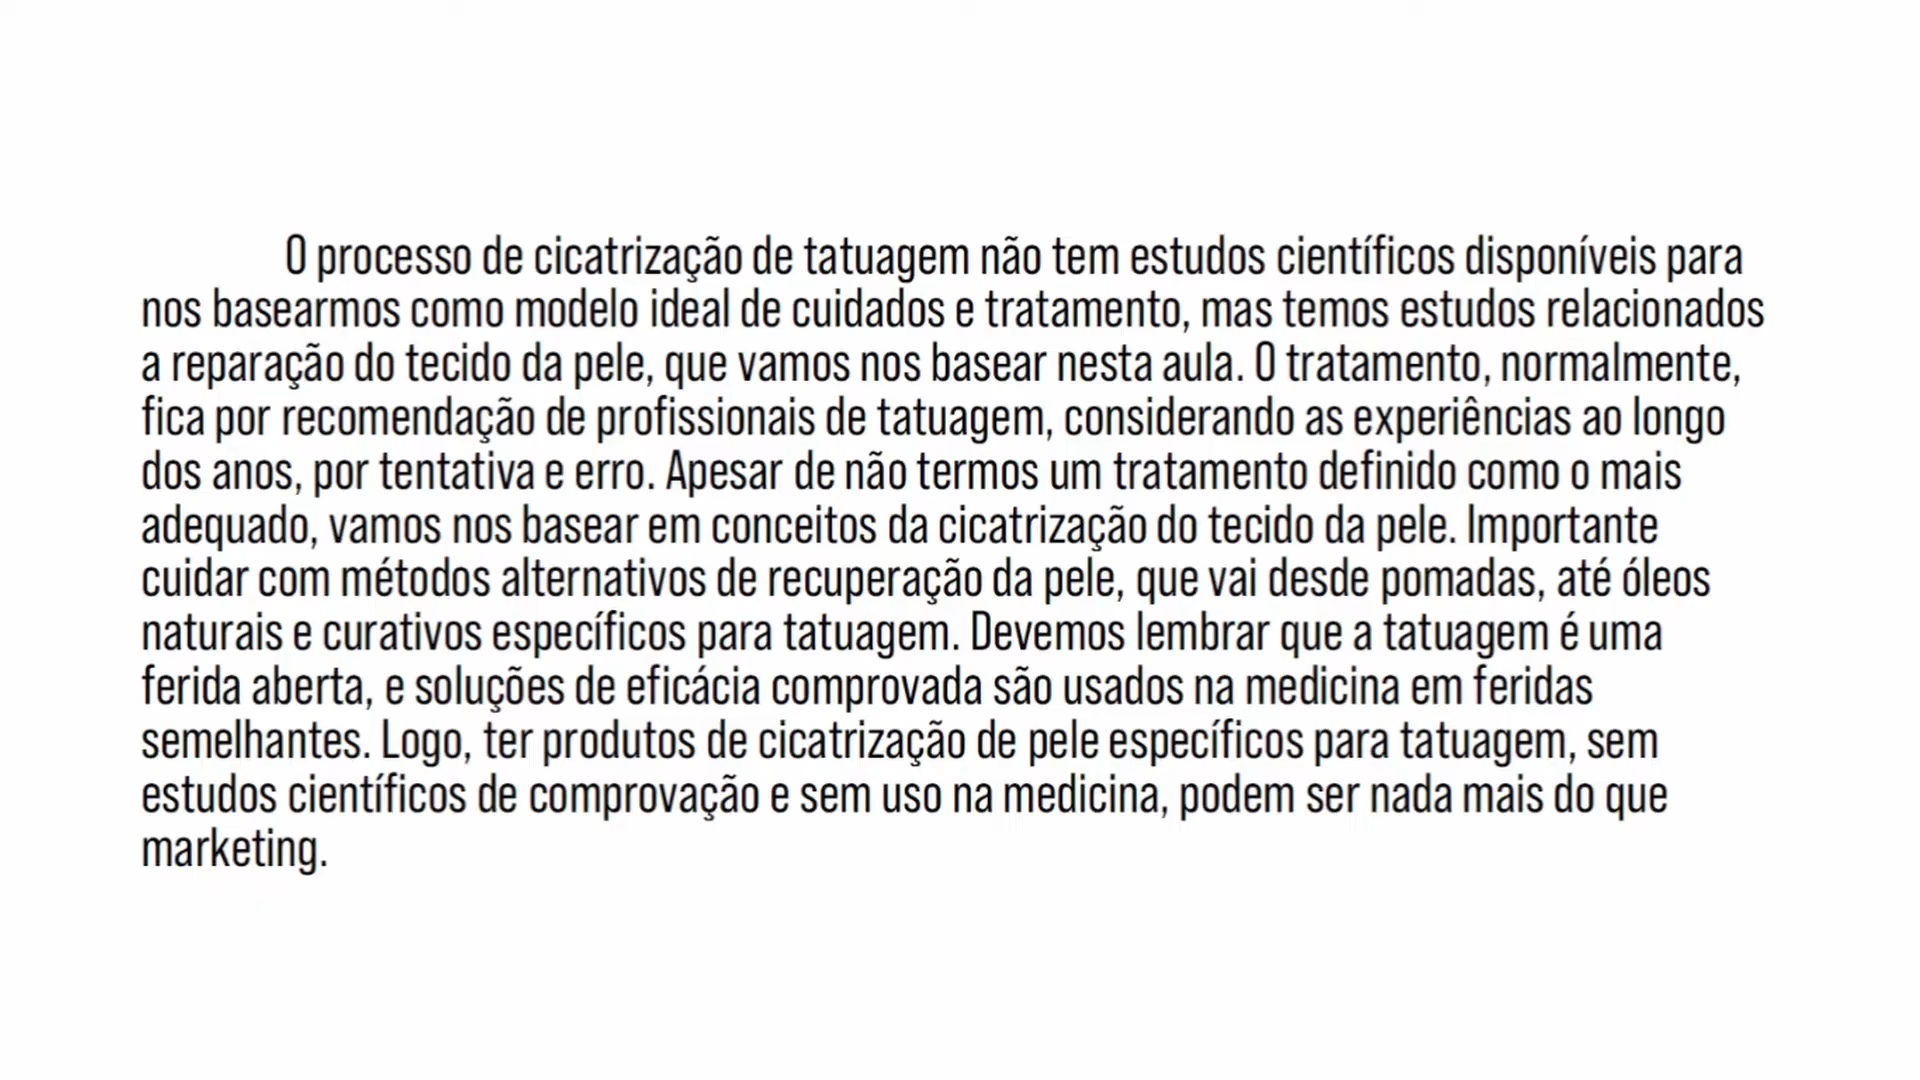 O processo de cicatrização de tatuagem não tem estudos científicos disponíveis para
nos basearmos como modelo ideal de cuidados e tratamento, mas temos estudos relacionados
a reparação do tecido da pele, que vamos nos basear nesta aula. O tratamento, normalmente,
fica por recomendação de profissionais de tatuagem, considerando as experiências ao longo
dos anos, por tentativa e erro. Apesar de não termos um tratamento definido como o mais
adequado, vamos nos basear em conceitos da cicatrização do tecido da pele. Importante
cuidar com métodos alternativos de recuperação da pele, que vai desde pomadas, até óleos
naturais e curativos específicos para tatuagem. Devemos lembrar que a tatuagem é uma
ferida aberta, e soluções de eficácia comprovada são usados na medicina em feridas
semelhantes. Logo, ter produtos de cicatrização de pele específicos para tatuagem, sem
estudos científicos de comprovação e sem uso na medicina, podem ser nada mais do que
marketing.